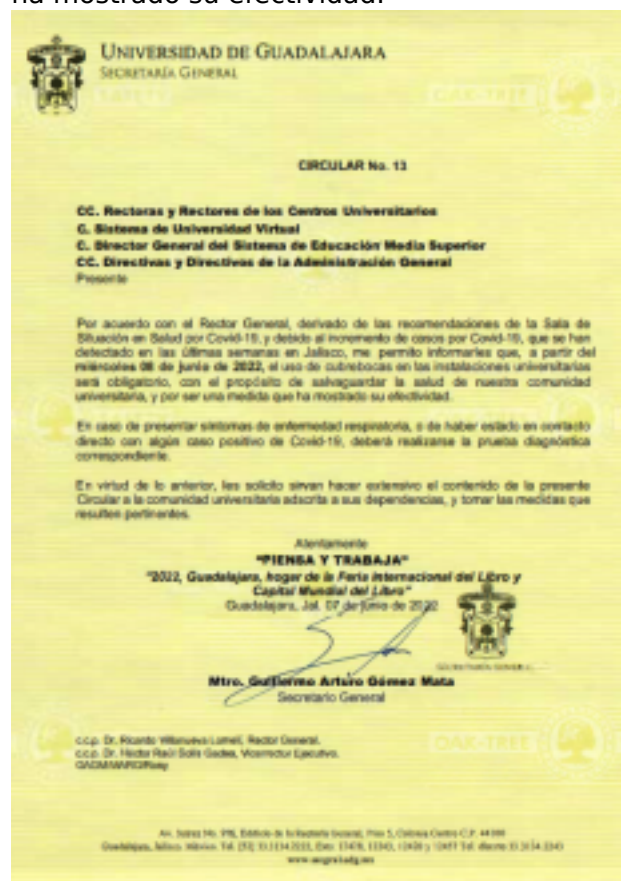 ha mostrado su efectividad.
UNIVERSIDAD DE GUADALAJARA
SECRETARÍA GENERAL
CIRCULAR No. 13
CC. Rectoras y Rectores de los Centros Universitarios
C. Sistema de Universidad Virtual
C. Director General del Sistema de Educación Media Superior
CC. Directivas y Directivos de la Administración General
Presente
Por acuerdo con el Rector General, derivado de las recomendaciones de la Sala de
Situación en Salud por Covid-19, y debido al incremento de casos por Covid-19, que se han
detectado en las últimas semanas en Jalisco, me permito informarles que, a partir del
miércoles 08 de junio de 2022, el uso de cubrebocas en las instalaciones universitarias
será obligatorio, con el propósito de salvaguardar la salud de nuestra comunidad
universitaria, y por ser una medida que ha mostrado su efectividad.
En caso de presentar síntomas de enfermedad respiratoria, o de haber estado en contacto
directo con algún caso positivo de Covid-19, deberá realizarse la prueba diagnóstica
correspondiente.
En virtud de lo anterior, les solicito sirvan hacer extensivo el contenido de la presente
Circular a la comunidad universitaria adscrita a sus dependencias, y tomar las medidas que
resulten pertinentes.
Atentamente
"PIENSA Y TRABAJA"
"2022, Guadalajara, hogar de la Feria Internacional del Libro y
Capital Mundial del Libro"
Guadalajara, Jal. 07 de junio de 2022
SECRETARÍA GENERAL
Mtro. Guillermo Arturo Gómez Mata
Secretario General
c.c.p. Dr. Ricardo Villanueva Lomelí, Rector General.
c.c.p. Dr. Héctor Raúl Solís Gadea, Vicerrector Ejecutivo.
Guadalajara, Jalisco. México.